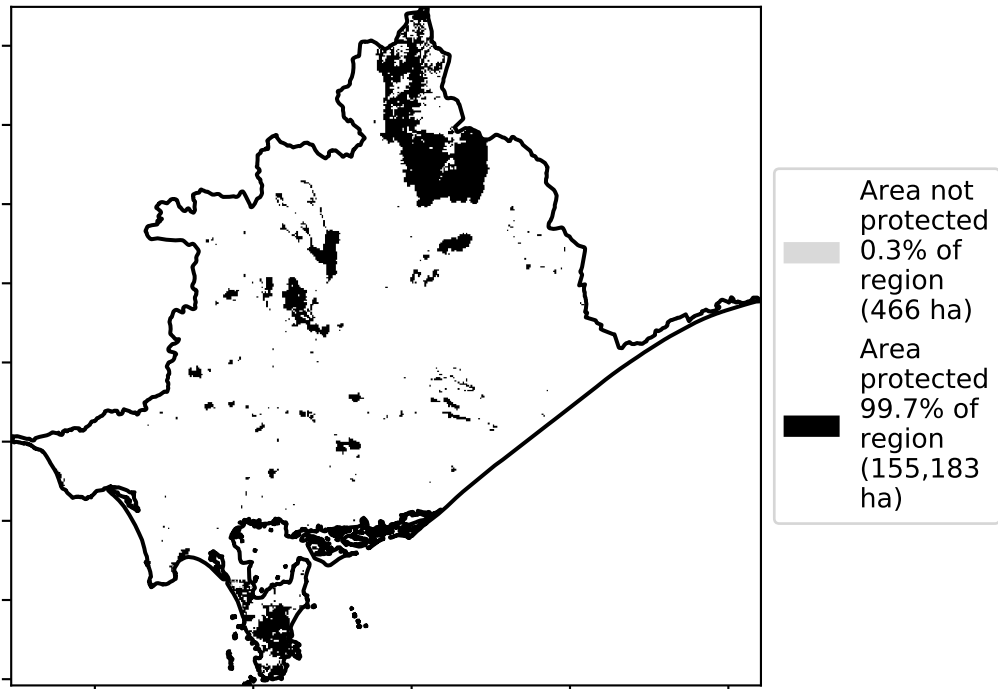 Area not
protected
0.3% of
region
(466 ha)
Area
protected
99.7% of
region
(155,183
ha)